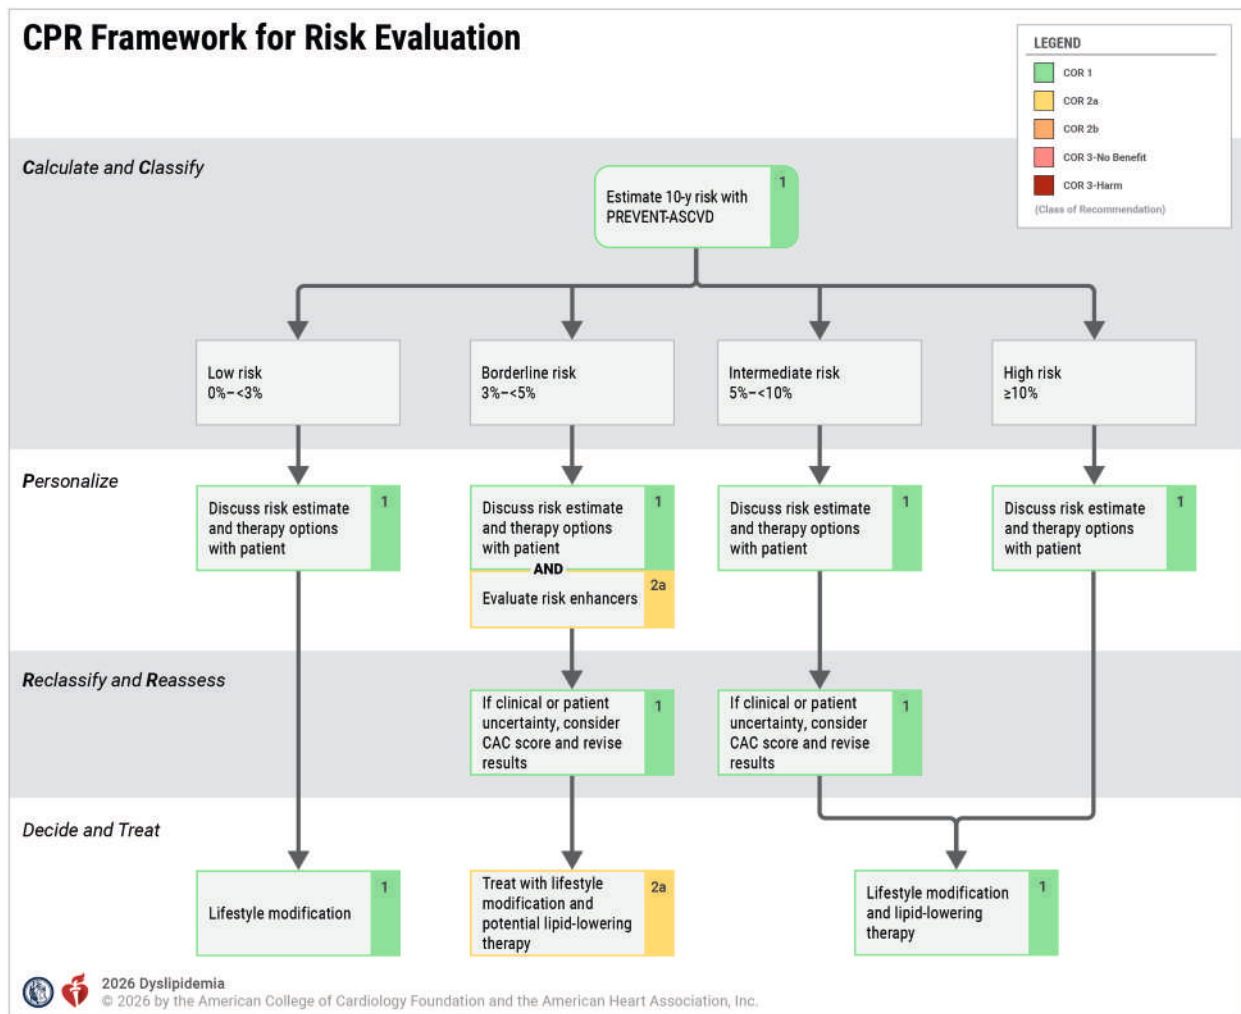 CPR Framework for Risk Evaluation
LEGEND
COR 1
COR 2a
COR 2b
COR 3-No Benefit
COR 3-Harm
(Class of Recommendation)
Calculate and Classify
Estimate 10-y risk with
PREVENT-ASCVD
1
Low risk
0%–<3%
Borderline risk
3%–<5%
Intermediate risk
5%–<10%
High risk
≥10%
Personalize
Discuss risk estimate
and therapy options
with patient
1
Discuss risk estimate
and therapy options
with patient
1
AND
Evaluate risk enhancers
2a
Discuss risk estimate
and therapy options
with patient
1
Discuss risk estimate
and therapy options
with patient
1
Reclassify and Reassess
If clinical or patient
uncertainty, consider
CAC score and revise
results
1
If clinical or patient
uncertainty, consider
CAC score and revise
results
1
Decide and Treat
Lifestyle modification
1
Treat with lifestyle
modification and
potential lipid-lowering
therapy
2a
Lifestyle modification
and lipid-lowering
therapy
1
2026 Dyslipidemia
© 2026 by the American College of Cardiology Foundation and the American Heart Association, Inc.